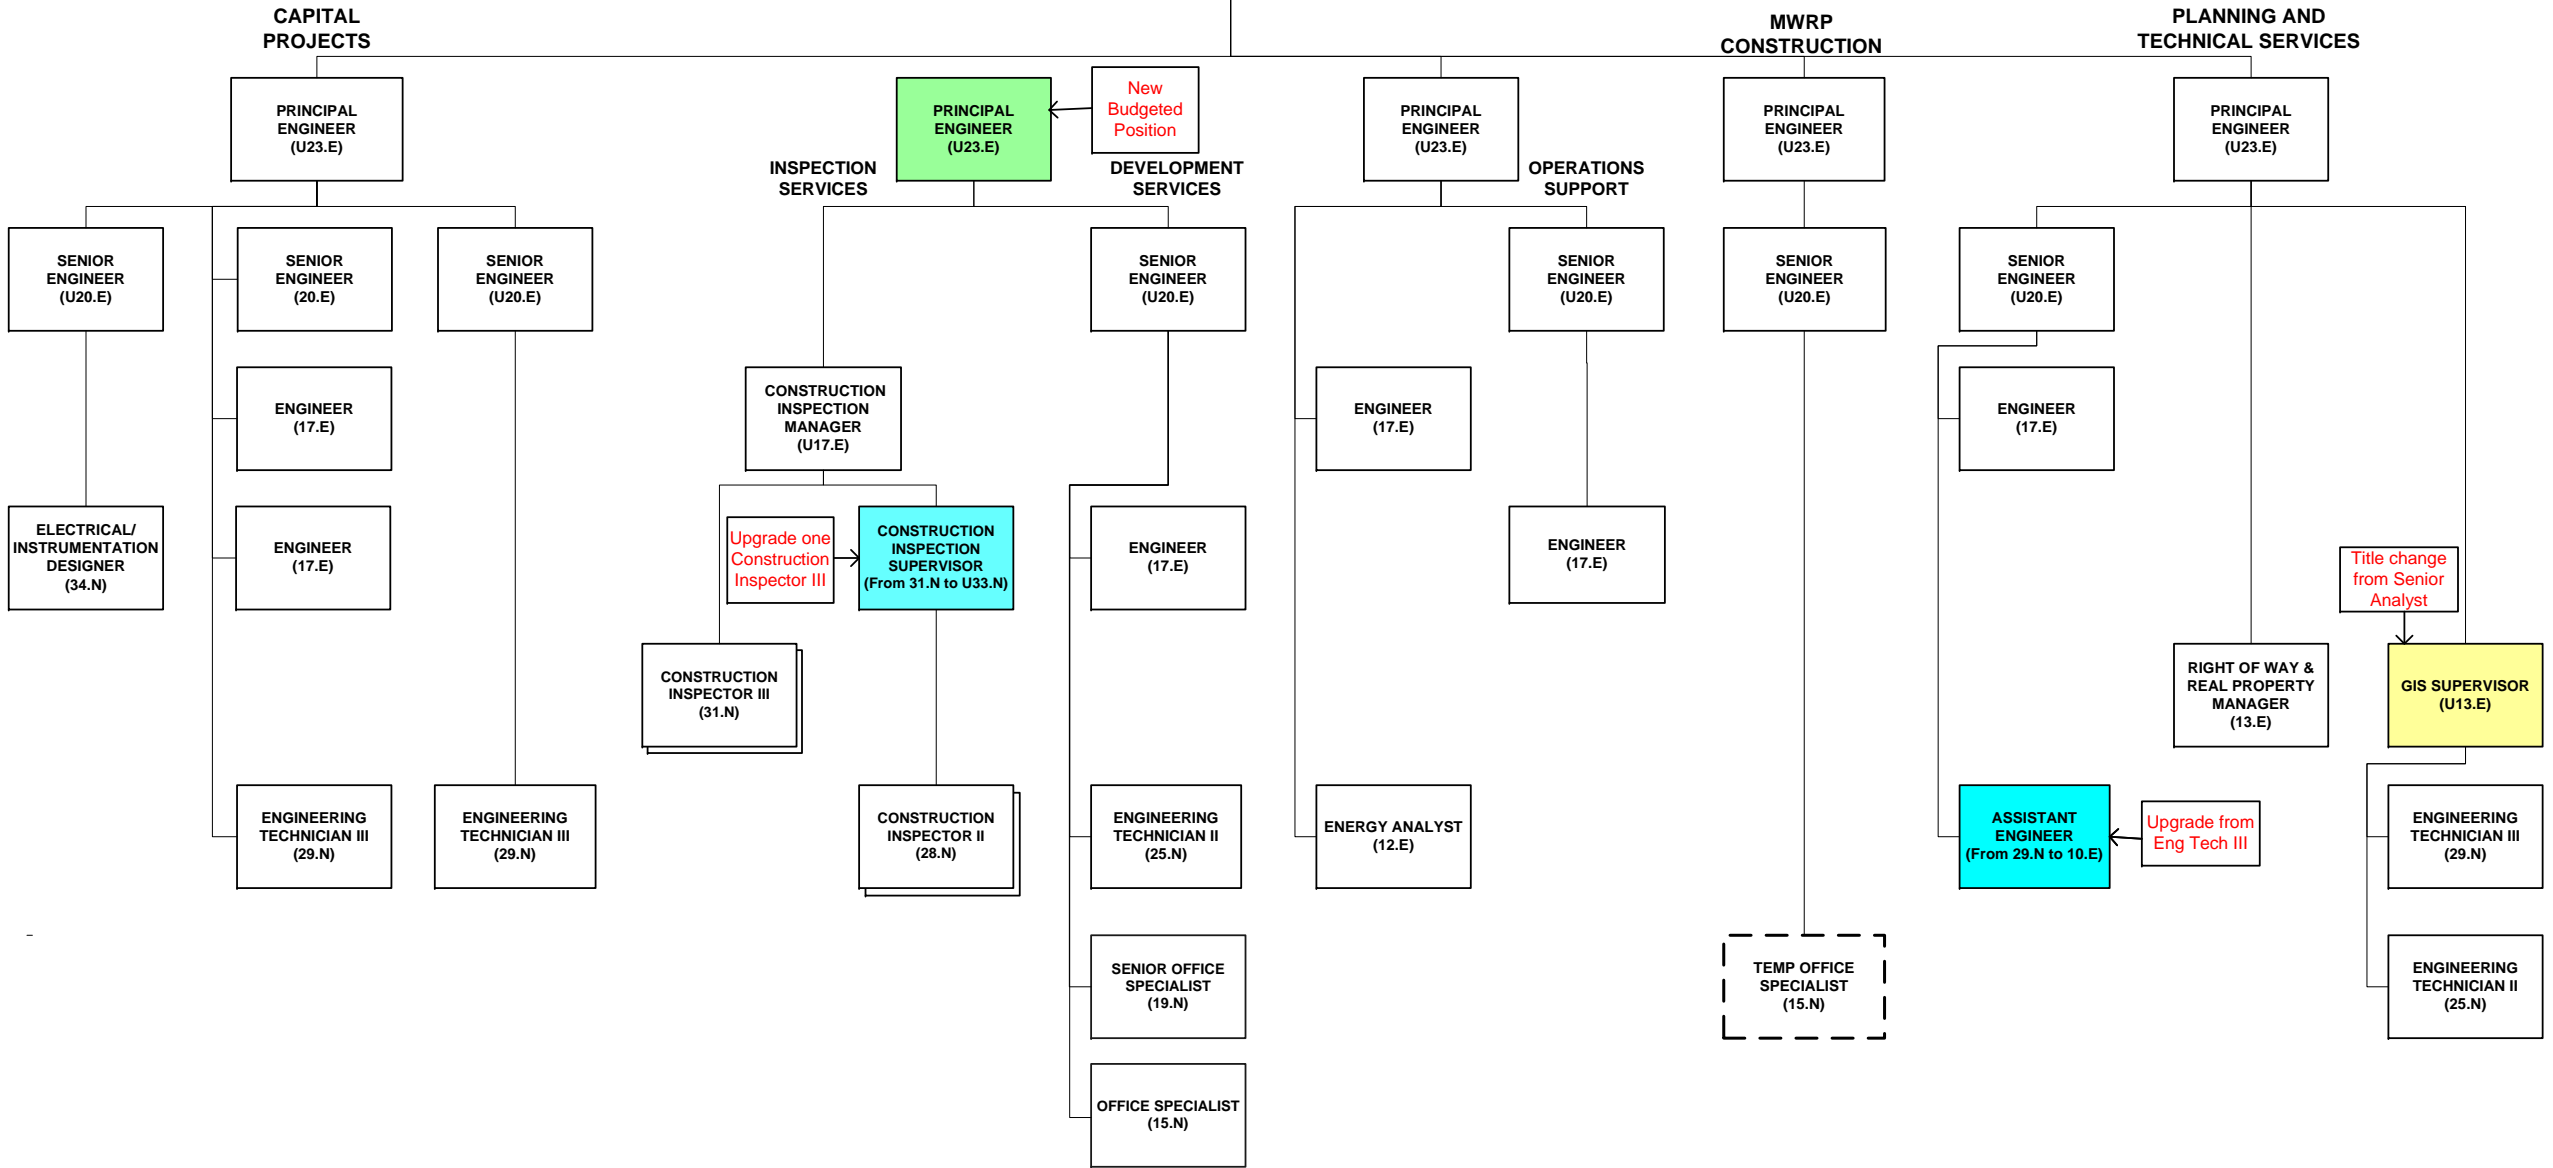 CAPITAL
PROJECTS
MWRP
CONSTRUCTION
PLANNING AND
TECHNICAL SERVICES
PRINCIPAL
ENGINEER
(U23.E)
PRINCIPAL
ENGINEER
(U23.E)
New
Budgeted
Position
PRINCIPAL
ENGINEER
(U23.E)
PRINCIPAL
ENGINEER
(U23.E)
PRINCIPAL
ENGINEER
(U23.E)
INSPECTION
SERVICES
DEVELOPMENT
SERVICES
OPERATIONS
SUPPORT
SENIOR
ENGINEER
(U20.E)
SENIOR
ENGINEER
(20.E)
SENIOR
ENGINEER
(U20.E)
SENIOR
ENGINEER
(U20.E)
SENIOR
ENGINEER
(U20.E)
SENIOR
ENGINEER
(U20.E)
SENIOR
ENGINEER
(U20.E)
ENGINEER
(17.E)
CONSTRUCTION
INSPECTION
MANAGER
(U17.E)
ENGINEER
(17.E)
ENGINEER
(17.E)
ELECTRICAL/
INSTRUMENTATION
DESIGNER
(34.N)
ENGINEER
(17.E)
Upgrade one
Construction
Inspector III
CONSTRUCTION
INSPECTION
SUPERVISOR
(From 31.N to U33.N)
ENGINEER
(17.E)
ENGINEER
(17.E)
Title change
from Senior
Analyst
CONSTRUCTION
INSPECTOR III
(31.N)
RIGHT OF WAY &
REAL PROPERTY
MANAGER
(13.E)
GIS SUPERVISOR
(U13.E)
ENGINEERING
TECHNICIAN III
(29.N)
ENGINEERING
TECHNICIAN III
(29.N)
CONSTRUCTION
INSPECTOR II
(28.N)
ENGINEERING
TECHNICIAN II
(25.N)
ENERGY ANALYST
(12.E)
ASSISTANT
ENGINEER
(From 29.N to 10.E)
Upgrade from
Eng Tech III
ENGINEERING
TECHNICIAN III
(29.N)
SENIOR OFFICE
SPECIALIST
(19.N)
TEMP OFFICE
SPECIALIST
(15.N)
ENGINEERING
TECHNICIAN II
(25.N)
OFFICE SPECIALIST
(15.N)